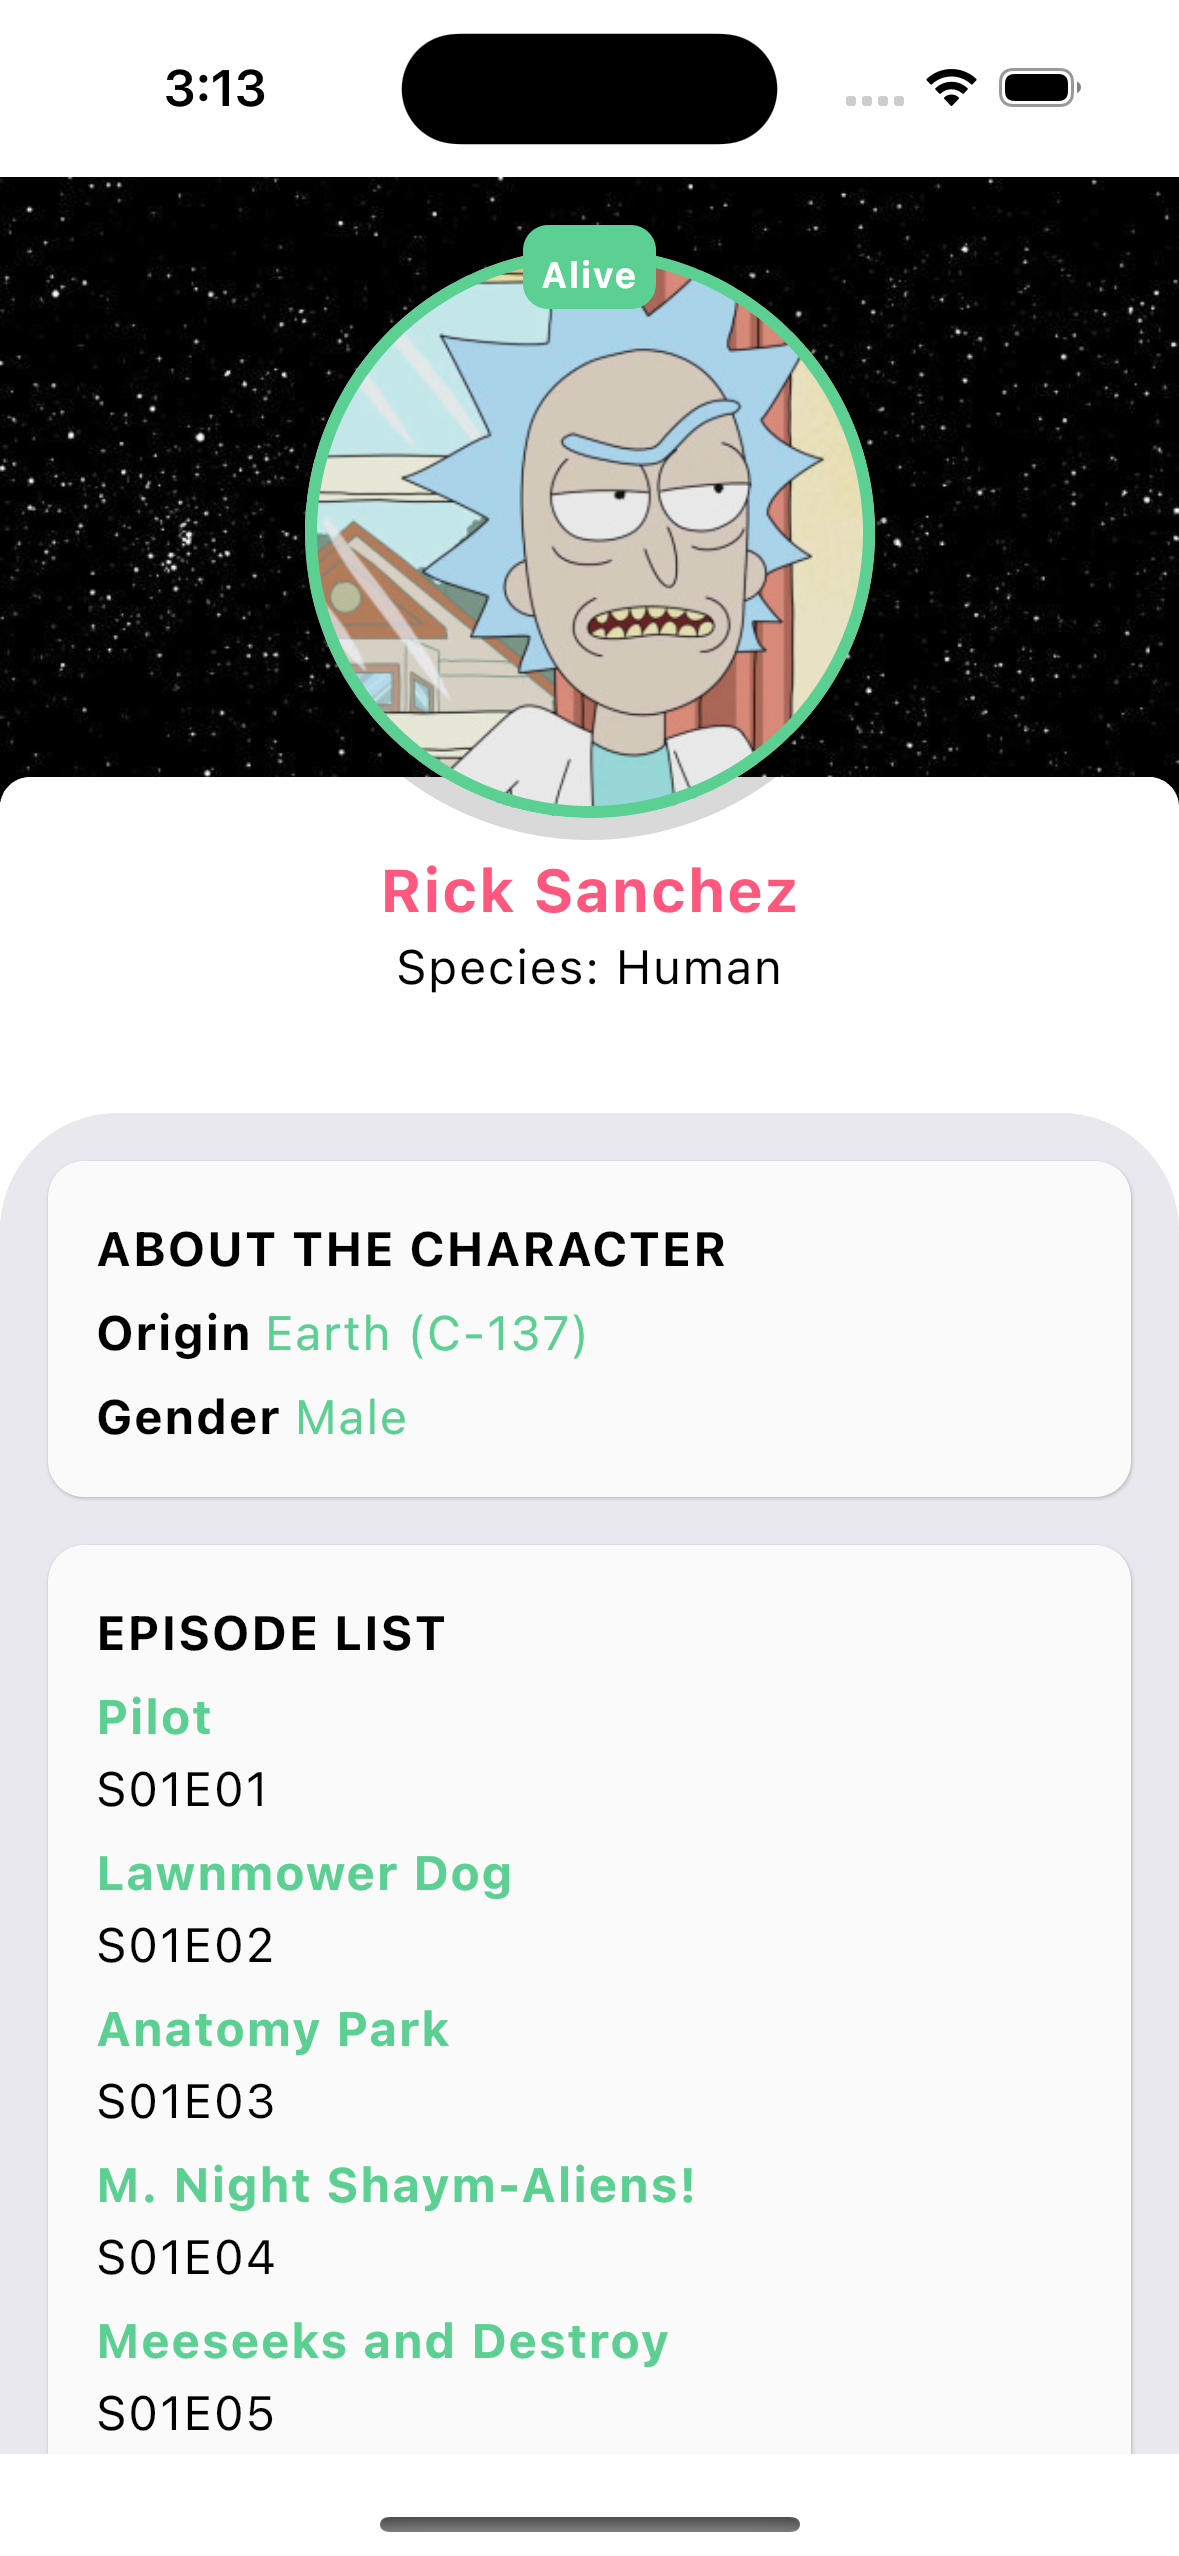 3:13
Alive
Rick Sanchez
Species: Human
ABOUT THE CHARACTER
Origin Earth (C-137)
Gender Male
EPISODE LIST
Pilot
S01E01
Lawnmower Dog
S01E02
Anatomy Park
S01E03
M. Night Shaym-Aliens!
S01E04
Meeseeks and Destroy
S01E05